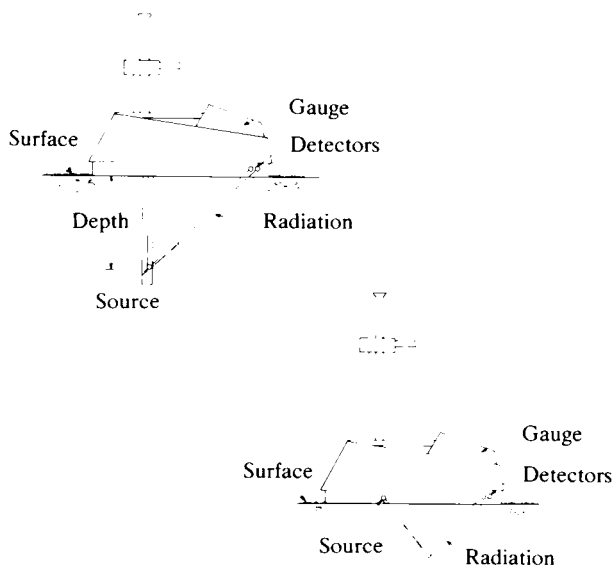 Gauge
Surface
Detectors
Depth
Radiation
Source
Gauge
Surface
Detectors
Source
Radiation